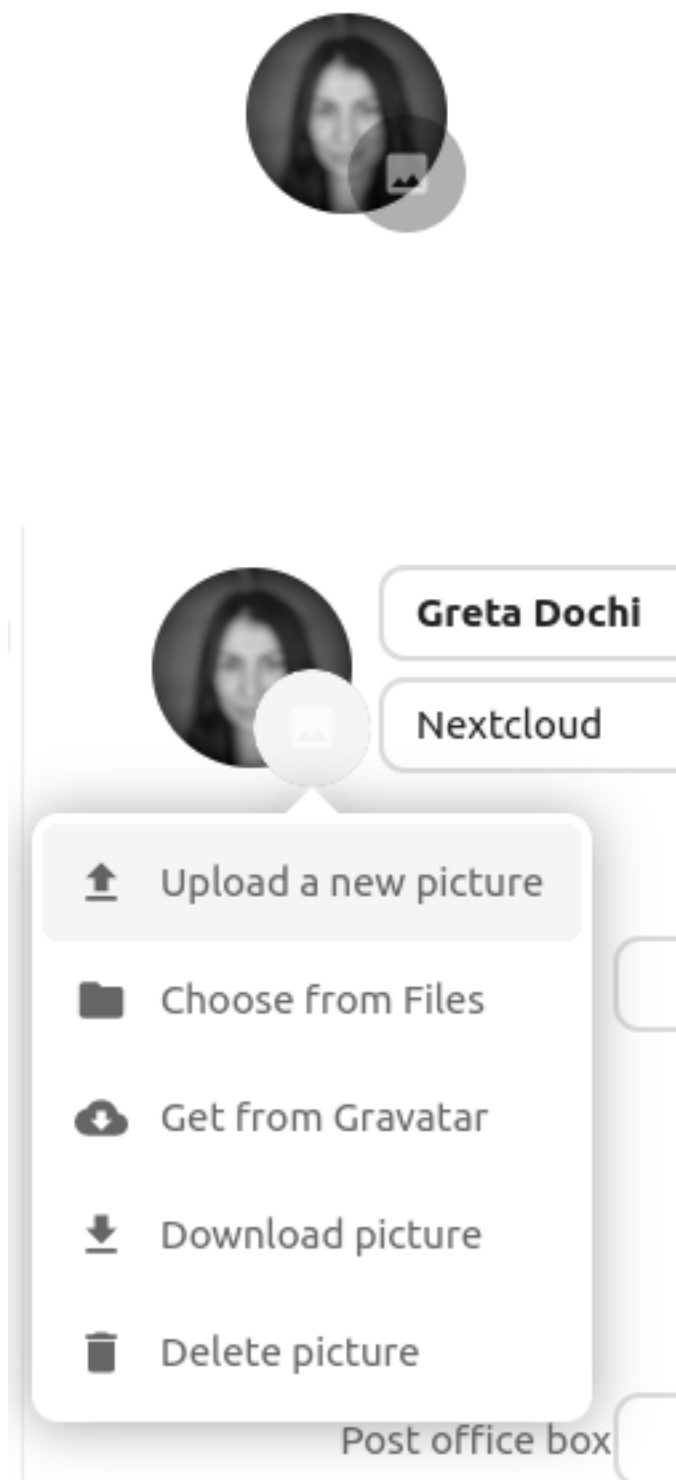 Greta Dochi
Nextcloud
Upload a new picture
Choose from Files
Get from Gravatar
Download picture
Delete picture
Post office box